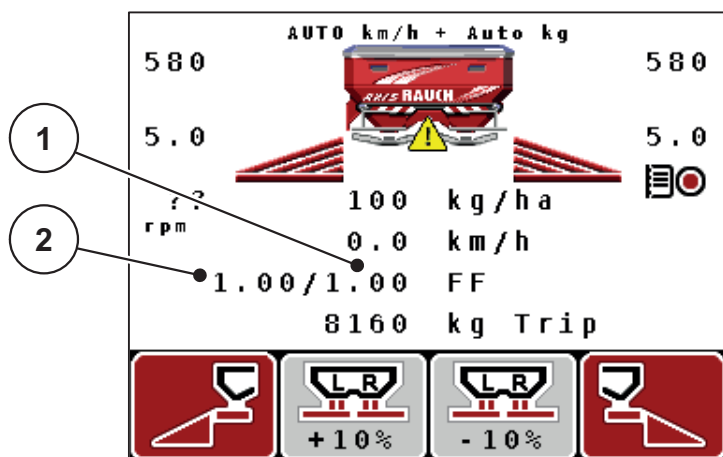 AUTO km/h + Auto kg
580
580
AXIS RAUCH
1
5.0
5.0
??
rpm
100 kg/ha
2
0.0 km/h
1.00/1.00 FF
8160 kg Trip
L R
+10%
L R
-10%